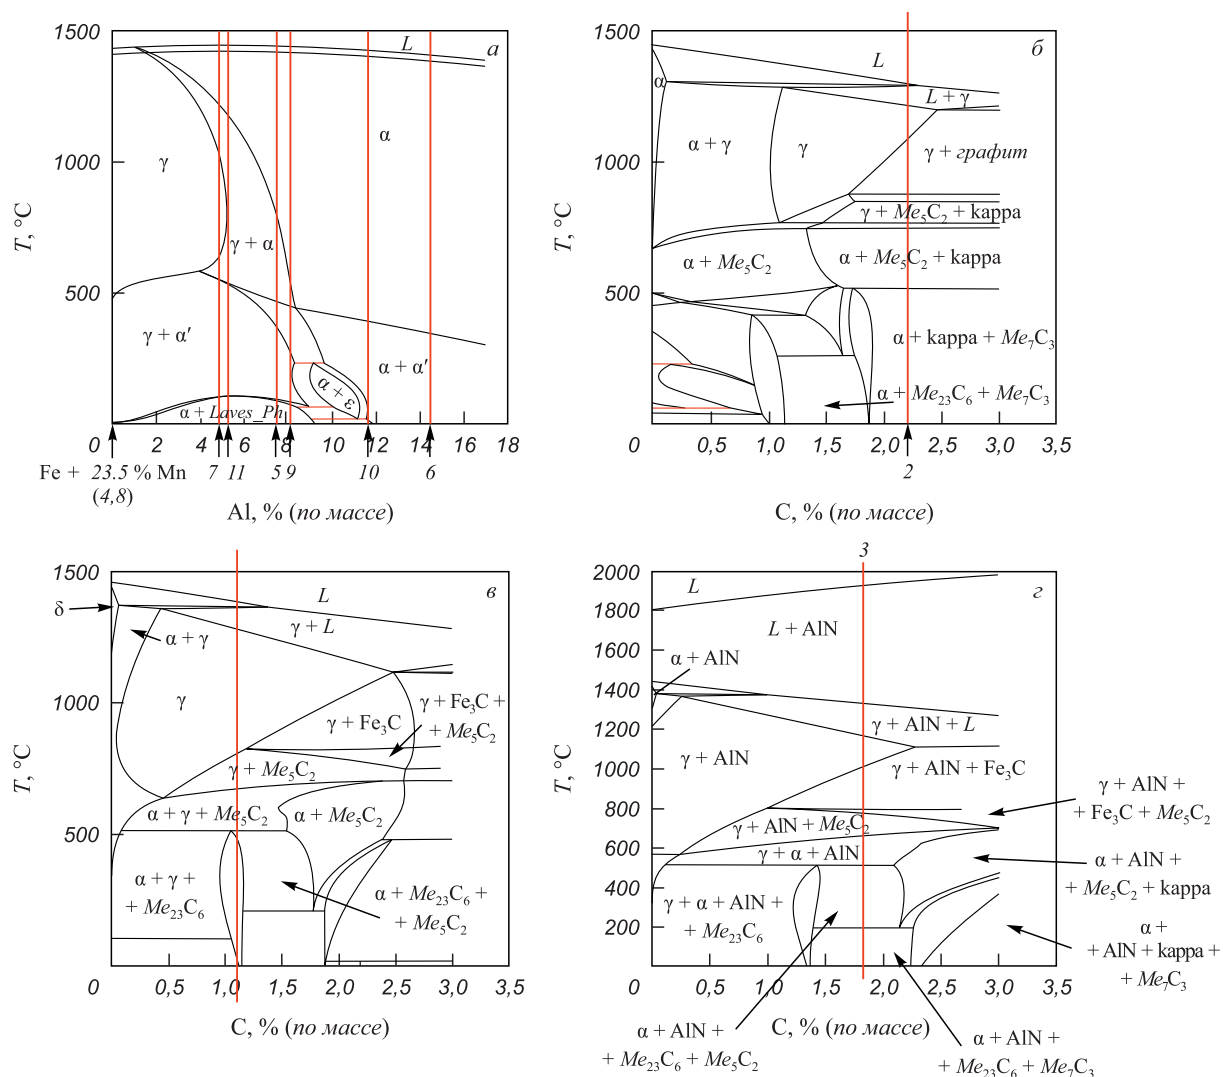 1500
1000
500
T, °C
L
а
α
γ
γ + α
γ + α′
α + α′
α + ε
α + Laves_Ph
0 2 4 6 8 10 12 14 16 18
Fe + 23.5 % Mn
(4,8)
7 11 5 9 10 6
Al, % (по массе)
2
1500
1000
500
T, °C
L
б
α
L + γ
α + γ
γ
γ + графит
γ + Me5C2 + kappa
α + Me5C2
α + Me5C2 + kappa
α + kappa + Me7C3
α + Me23C6 + Me7C3
0 0,5 1,0 1,5 2,0 2,5 3,0 3,5
2
C, % (по массе)
1500
1000
500
T, °C
L
в
δ
γ + L
α + γ
γ
γ + Fe3C
γ + Fe3C +
+ Me5C2
γ + Me5C2
α + γ + Me5C2
α + Me5C2
α + γ +
+ Me23C6
α + Me23C6 +
+ Me5C2
0 0,5 1,0 1,5 2,0 2,5 3,0 3,5
C, % (по массе)
3
2000
1800
1600
1400
1200
1000
800
600
400
200
T, °C
L
г
L + AlN
α + AlN
γ + AlN + L
γ + AlN
γ + AlN + Fe3C
γ + AlN +
+ Fe3C + Me5C2
γ + AlN + Me5C2
γ + α + AlN
α + AlN +
+ Me5C2 + kappa
γ + α + AlN +
+ Me23C6
α +
+ AlN + kappa +
+ Me7C3
0 0,5 1,0 1,5 2,0 2,5 3,0 3,5
C, % (по массе)
α + AlN +
+ Me23C6 + Me5C2
α + AlN +
+ Me23C6 + Me7C3